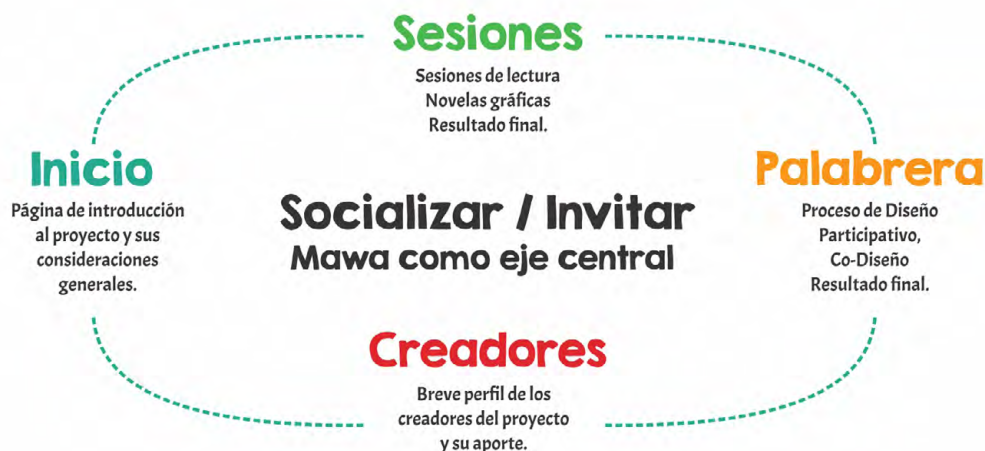 Sesiones
Sesiones de lectura
Novelas gráficas
Resultado final.
Inicio
Página de introducción
al proyecto y sus
consideraciones
generales.
Socializar / Invitar
Mawa como eje central
Palabrera
Proceso de Diseño
Participativo,
Co-Diseño
Resultado final.
Creadores
Breve perfil de los
creadores del proyecto
y su aporte.